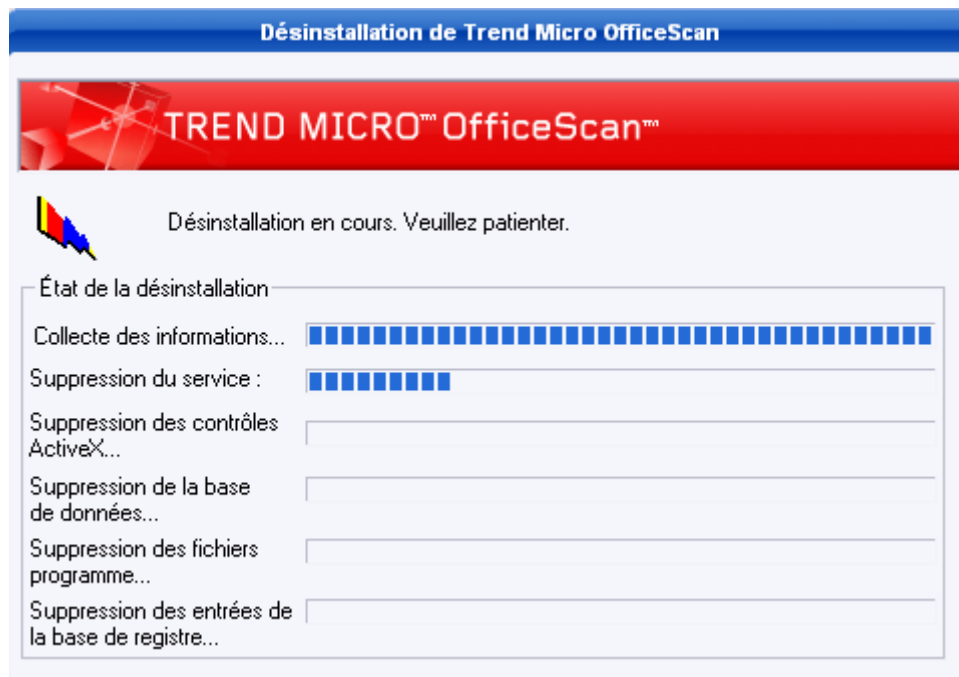 Désinstallation de Trend Micro OfficeScan
TREND MICRO™ OfficeScan™
Désinstallation en cours. Veuillez patienter.
État de la désinstallation
Collecte des informations...
Suppression du service :
Suppression des contrôles
ActiveX...
Suppression de la base
de données...
Suppression des fichiers
programme...
Suppression des entrées de
la base de registre...